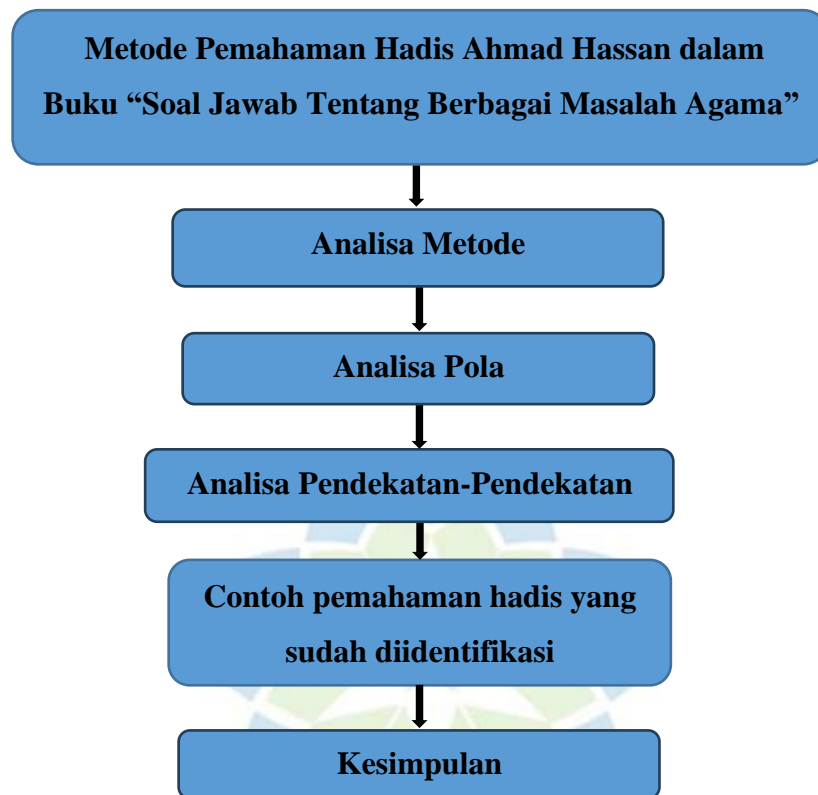 Metode Pemahaman Hadis Ahmad Hassan dalam
Buku “Soal Jawab Tentang Berbagai Masalah Agama”
Analisa Metode
Analisa Pola
Analisa Pendekatan-Pendekatan
Contoh pemahaman hadis yang
sudah diidentifikasi
Kesimpulan